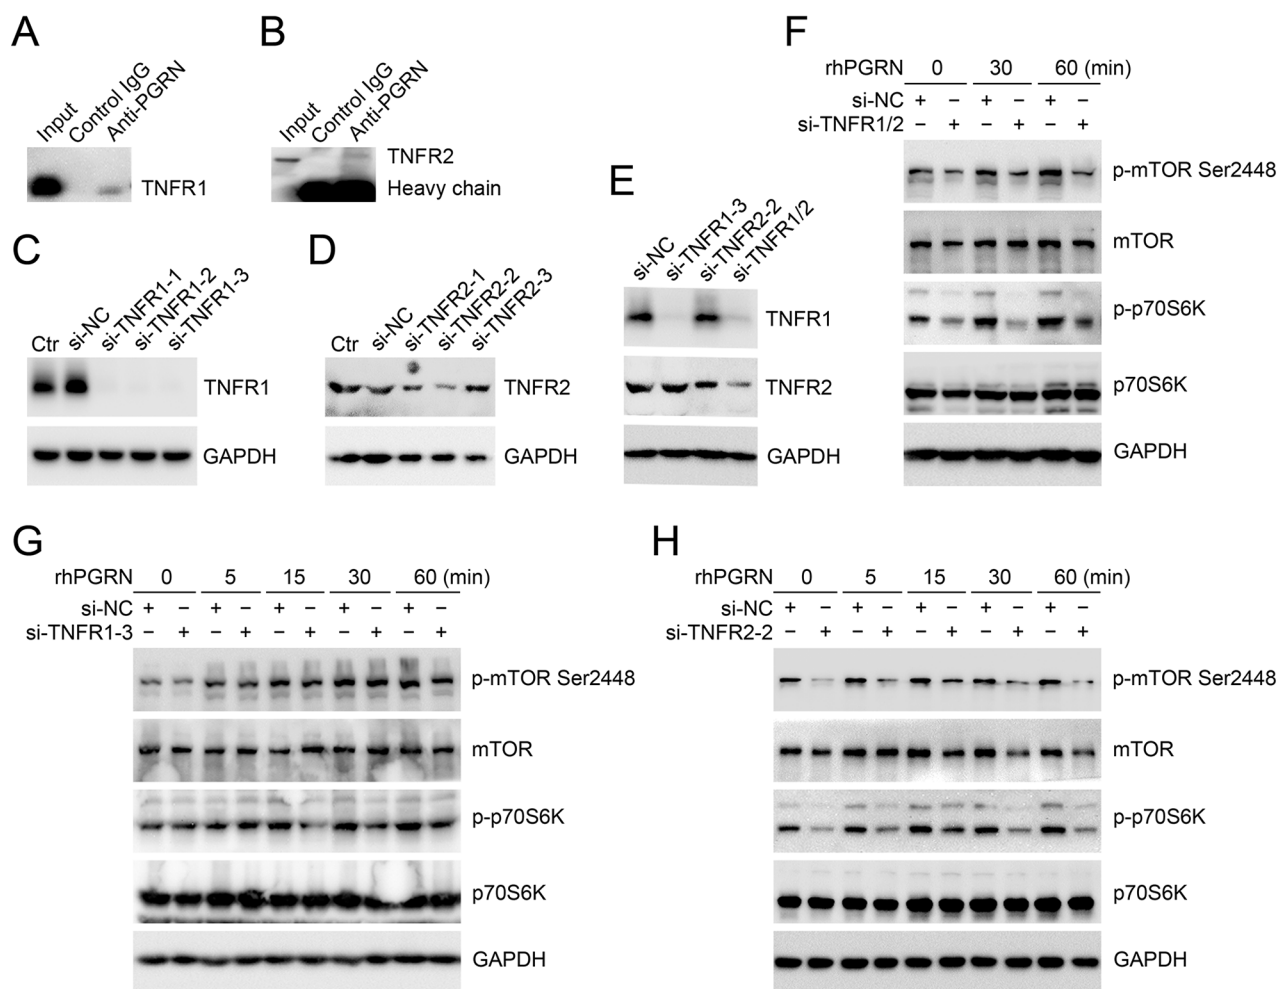 A
Input
Control IgG
Anti-PGRN
TNFR1
B
Input
Control IgG
Anti-PGRN
TNFR2
Heavy chain
C
Ctr
si-NC
si-TNFR1-1
si-TNFR1-2
si-TNFR1-3
TNFR1
GAPDH
D
Ctr
si-NC
si-TNFR2-1
si-TNFR2-2
si-TNFR2-3
TNFR2
GAPDH
E
si-NC
si-TNFR1-3
si-TNFR2-2
si-TNFR1/2
TNFR1
TNFR2
GAPDH
F
rhPGRN 0 30 60 (min)
si-NC + − + − + −
si-TNFR1/2 − + − + − +
p-mTOR Ser2448
mTOR
p-p70S6K
p70S6K
GAPDH
G
rhPGRN 0 5 15 30 60 (min)
si-NC + − + − + − + − + −
si-TNFR1-3 − + − + − + − + − +
p-mTOR Ser2448
mTOR
p-p70S6K
p70S6K
GAPDH
H
rhPGRN 0 5 15 30 60 (min)
si-NC + − + − + − + − + −
si-TNFR2-2 − + − + − + − + − +
p-mTOR Ser2448
mTOR
p-p70S6K
p70S6K
GAPDH